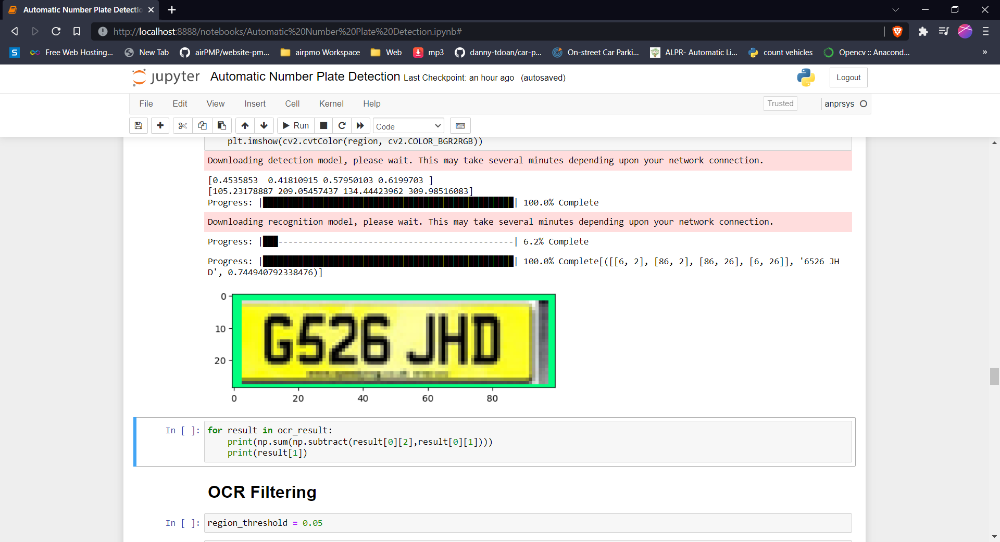 Automatic Number Plate Detectio
http://localhost:8888/notebooks/Automatic%20Number%20Plate%20Detection.ipynb#
S Free Web Hosting... New Tab airPMP/website-pm... airpmo Workspace Web mp3 danny-tdoan/car-p... On-street Car Parki... ALPR- Automatic Li... count vehicles Opencv :: Anacond... »
jupyter Automatic Number Plate Detection Last Checkpoint: an hour ago (autosaved) Logout
File Edit View Insert Cell Kernel Help Trusted anprsys
Run Code
plt.imshow(cv2.cvtColor(region, cv2.COLOR_BGR2RGB))
Downloading detection model, please wait. This may take several minutes depending upon your network connection.
[0.4535853  0.41810915 0.57950103 0.6199703 ]
[105.23178887 209.05457437 134.44423962 309.98516083]
Progress: |██████████████████████████████████████████████████| 100.0% Complete
Downloading recognition model, please wait. This may take several minutes depending upon your network connection.
Progress: |███-----------------------------------------------| 6.2% Complete
Progress: |██████████████████████████████████████████████████| 100.0% Complete[([[6, 2], [86, 2], [86, 26], [6, 26]], '6526 JH
D', 0.744940792338476)]
0
10
20
G526 JHD
0 20 40 60 80
In [ ]: for result in ocr_result:
print(np.sum(np.subtract(result[0][2],result[0][1])))
print(result[1])
OCR Filtering
In [ ]: region_threshold = 0.05